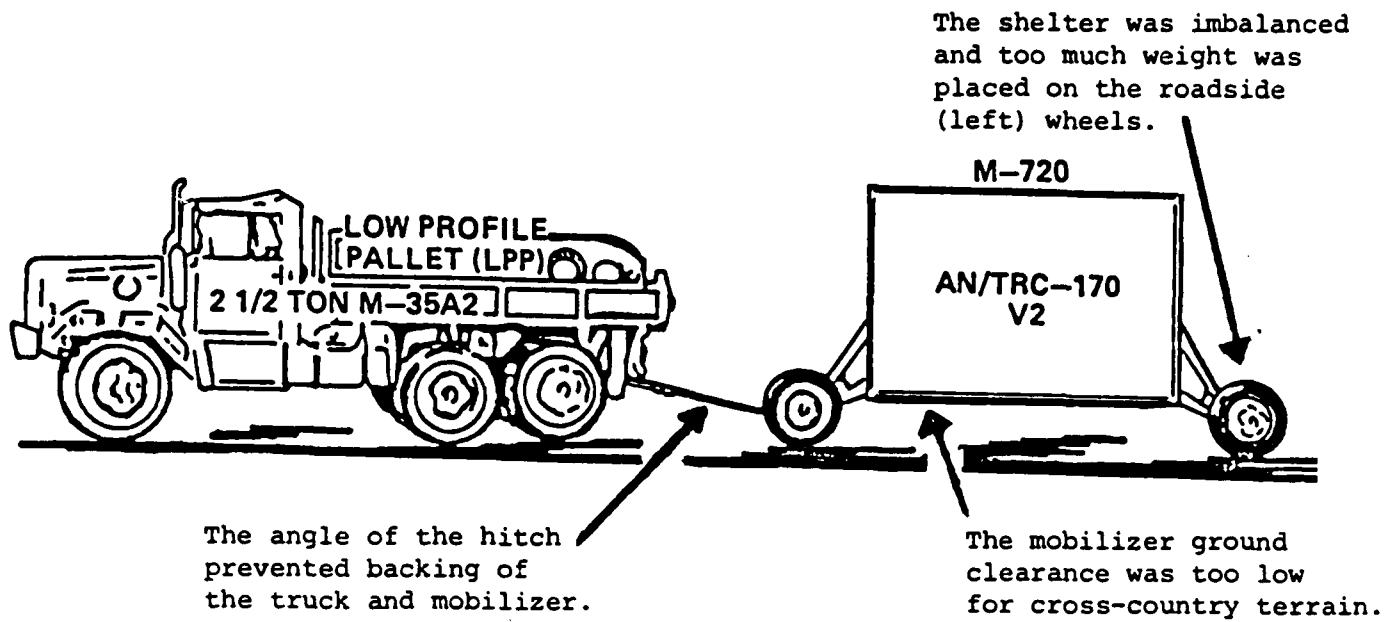 The shelter was imbalanced
and too much weight was
placed on the roadside
(left) wheels.
M—720
LOW PROFILE
PALLET (LPP)
2 1/2 TON M—35A2
AN/TRC—170
V2
The angle of the hitch
prevented backing of
the truck and mobilizer.
The mobilizer ground
clearance was too low
for cross-country terrain.